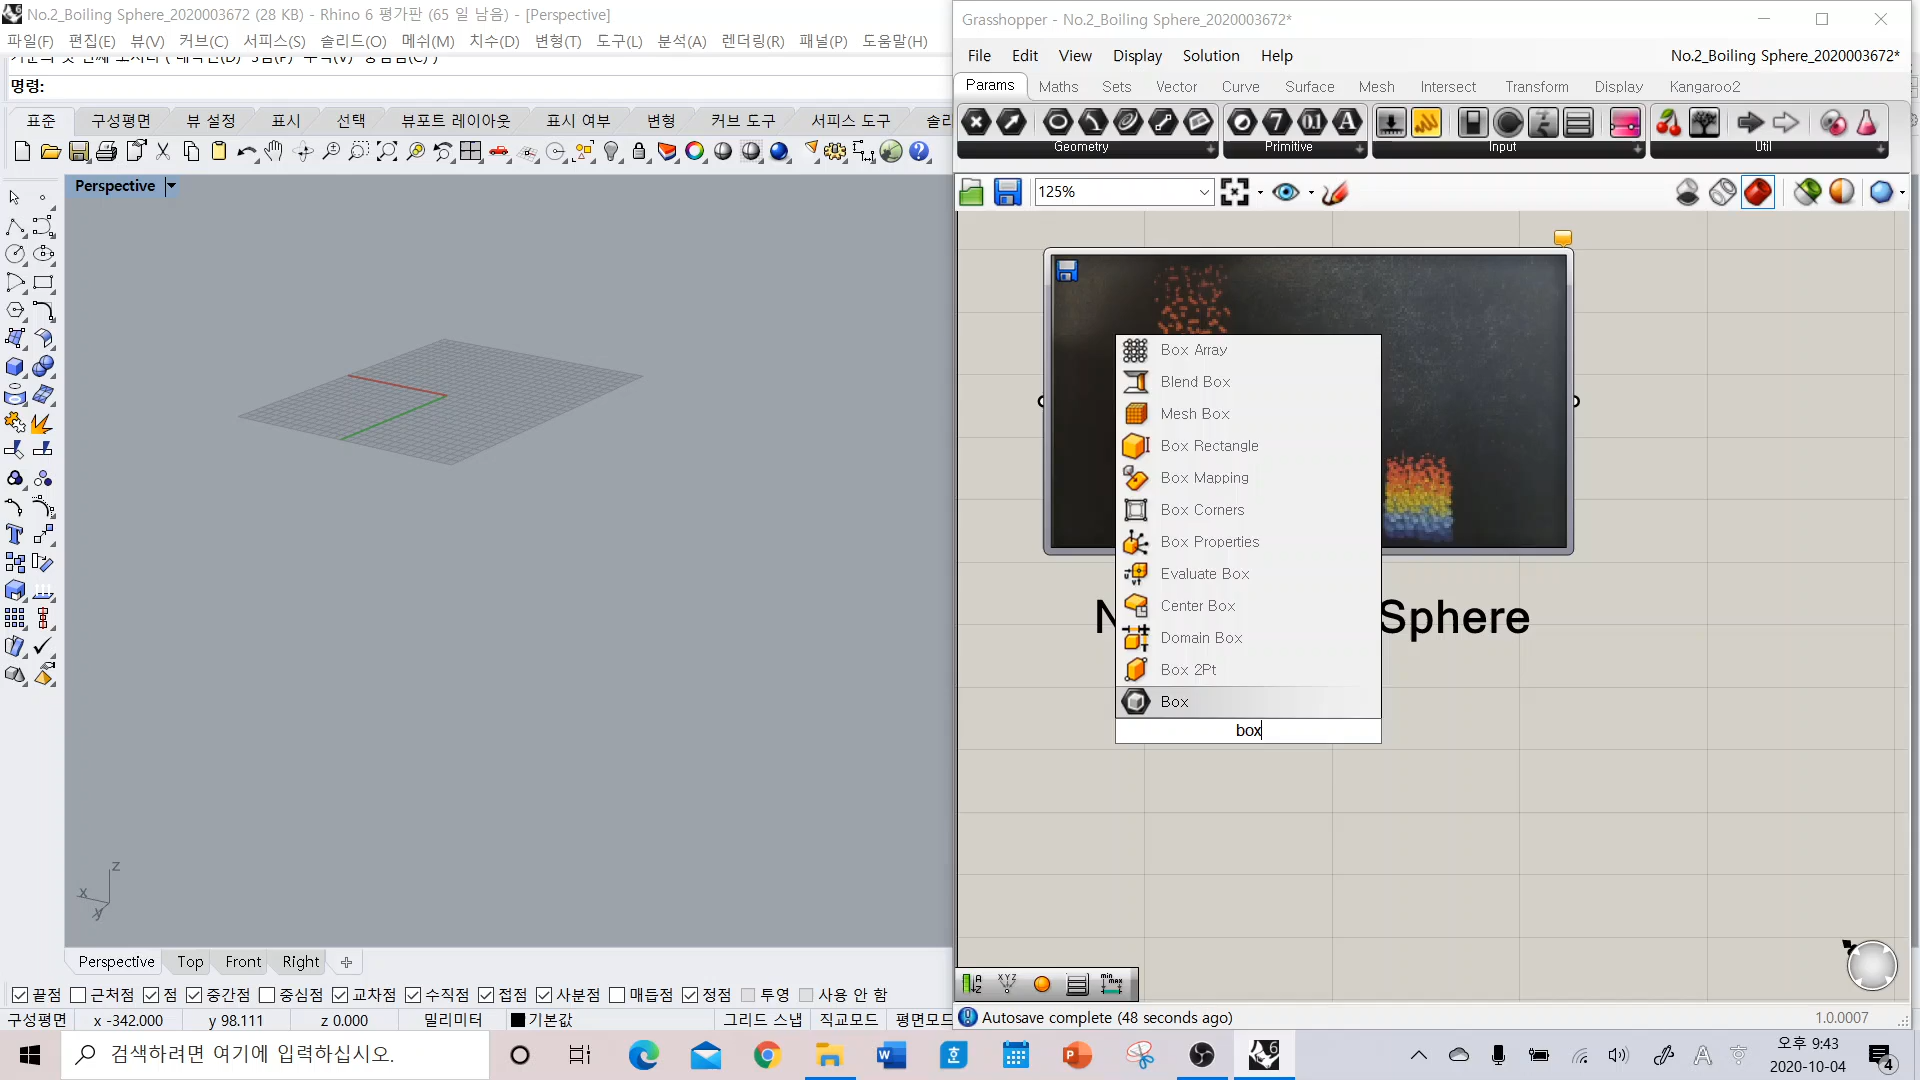 No.2_Boiling Sphere_2020003672 (28 KB) - Rhino 6 평가판 (65 일 남음) - [Perspective]
파일(F) 편집(E) 뷰(V) 커브(C) 서피스(S) 솔리드(O) 메쉬(M) 치수(D) 변형(T) 도구(L) 분석(A) 렌더링(R) 패널(P) 도움말(H)
명령:
표준 구성평면 뷰 설정 표시 선택 뷰포트 레이아웃 표시 여부 변형 커브 도구 서피스 도구 솔리
Perspective
z
x
y
Perspective Top Front Right
끝점 근처점 점 중간점 중심점 교차점 수직점 접점 사분점 매듭점 정점 투영 사용 안 함
구성평면 x -342.000 y 98.111 z 0.000 밀리미터 기본값 그리드 스냅 직교모드 평면모드
Grasshopper - No.2_Boiling Sphere_2020003672*
File Edit View Display Solution Help No.2_Boiling Sphere_2020003672*
Params Maths Sets Vector Curve Surface Mesh Intersect Transform Display Kangaroo2
Geometry Primitive Input Util
125%
Box Array
Blend Box
Mesh Box
Box Rectangle
Box Mapping
Box Corners
Box Properties
Evaluate Box
Center Box
Domain Box
Box 2Pt
Box
box
Sphere
Autosave complete (48 seconds ago) 1.0.0007
검색하려면 여기에 입력하십시오.
오후 9:43
2020-10-04
4